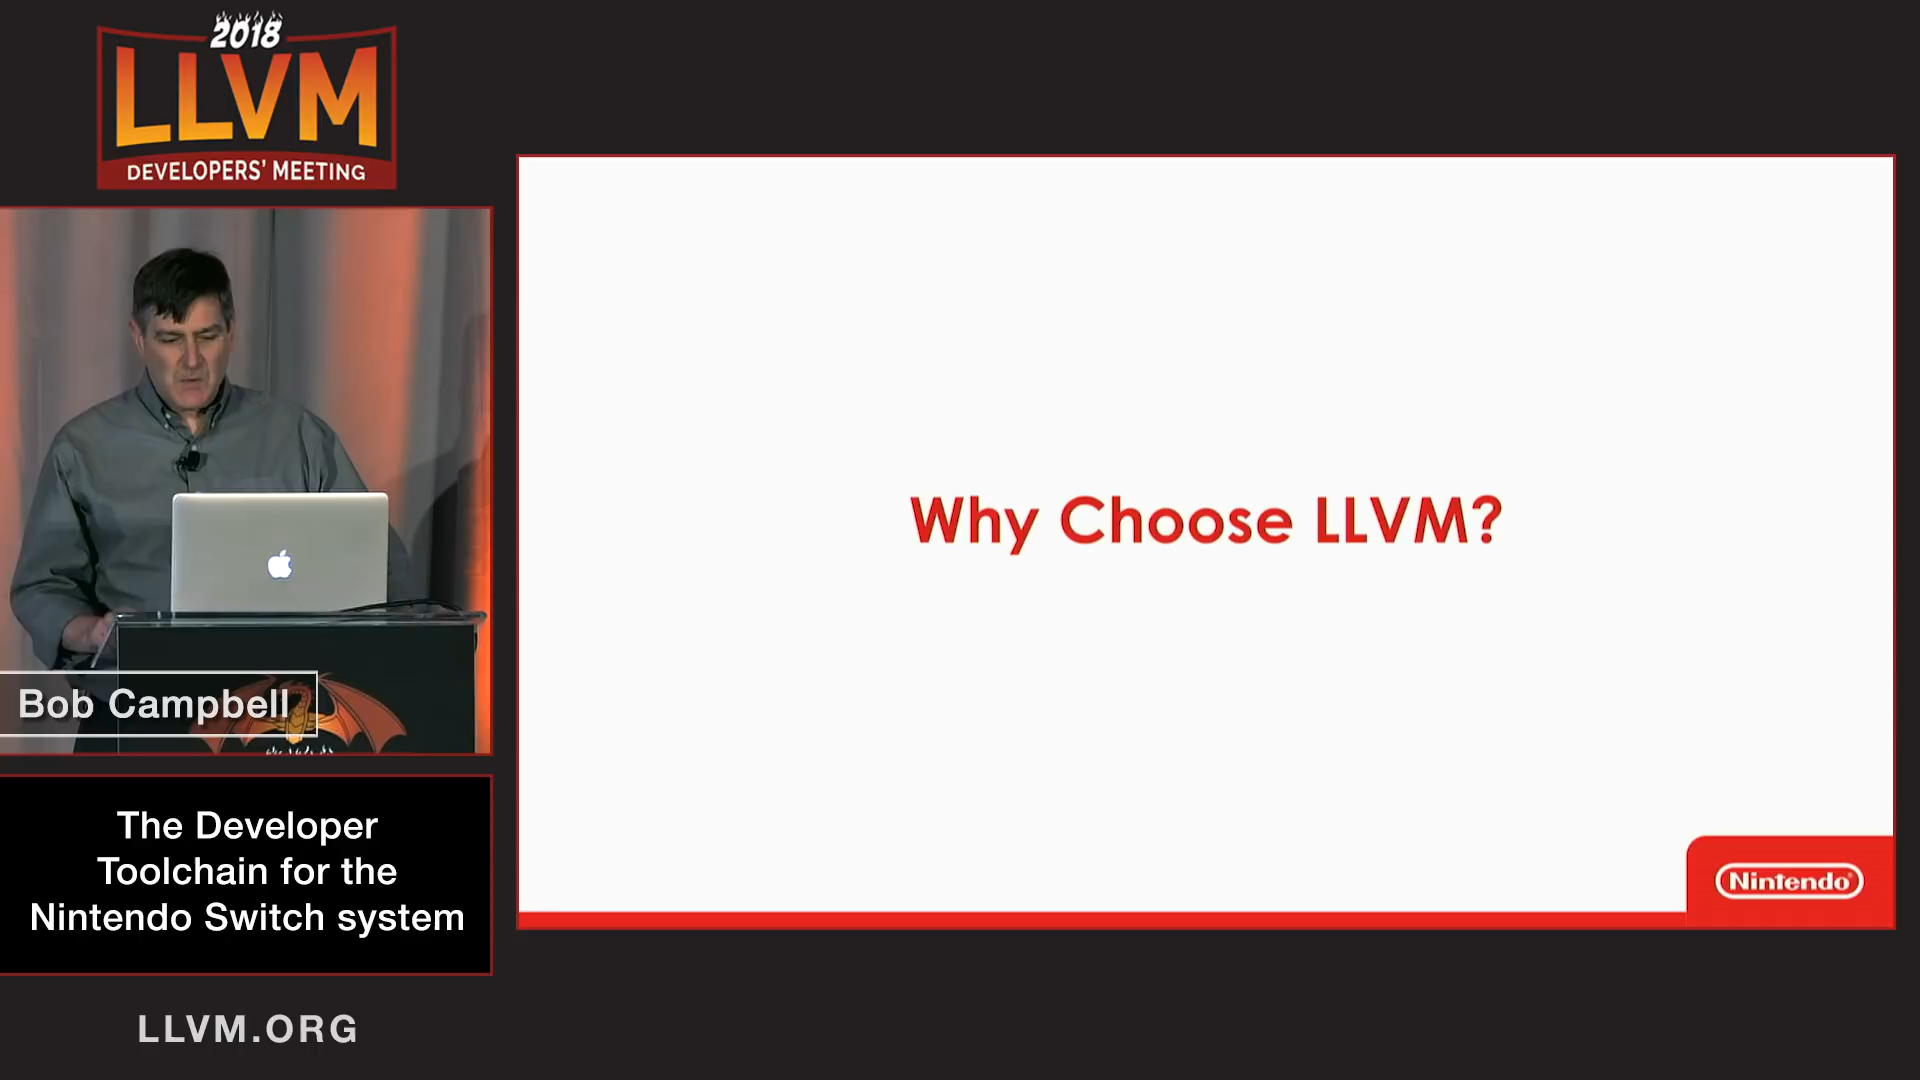 2018
LLVM
DEVELOPERS' MEETING
Why Choose LLVM?
Bob Campbell
The Developer
Toolchain for the
Nintendo Switch system
Nintendo®
LLVM.ORG